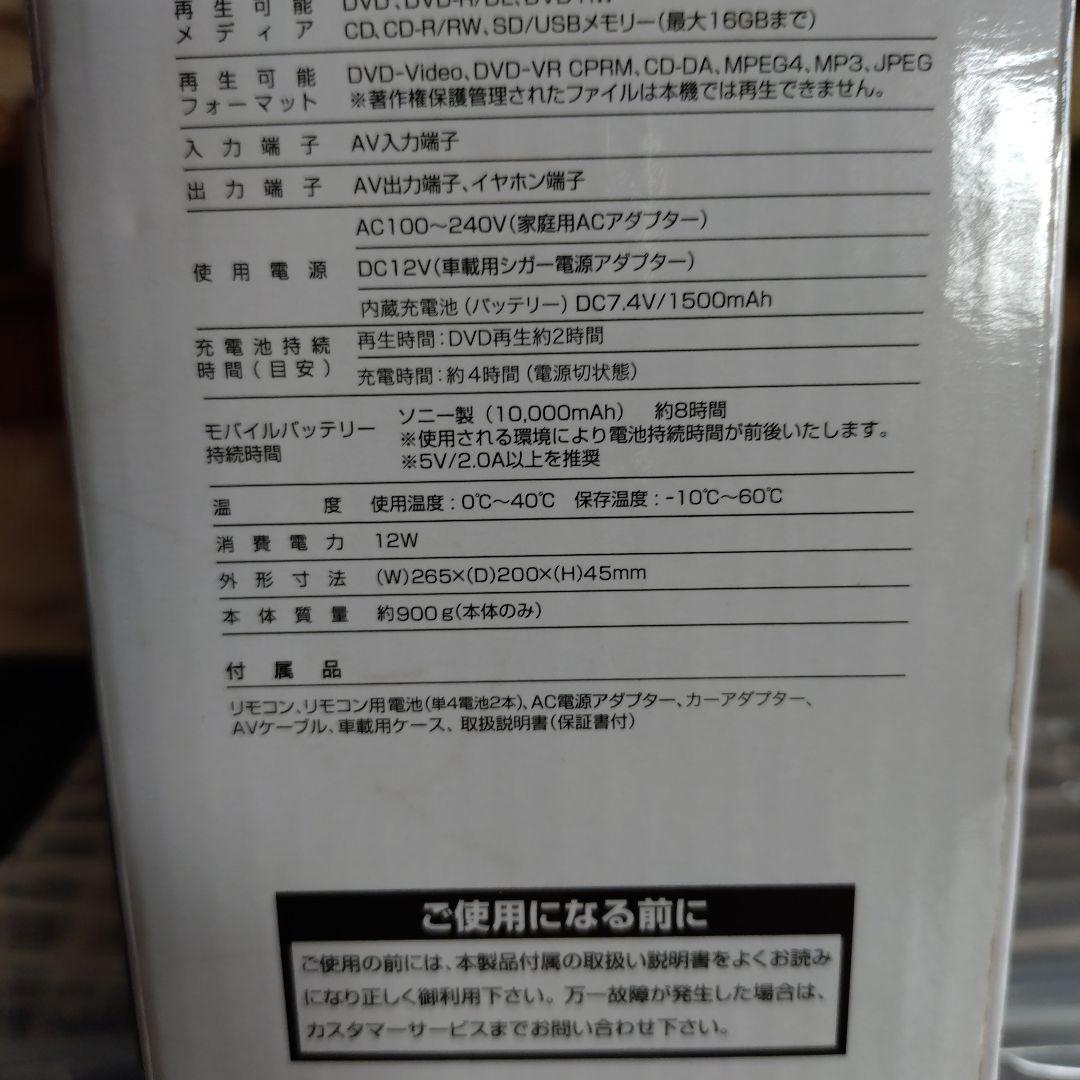 再生可能 DVD、DVD-R/DL、DVD-RW
メディア CD、CD-R/RW、SD/USBメモリー(最大16GBまで)
再生可能 DVD-Video、DVD-VR CPRM、CD-DA、MPEG4、MP3、JPEG
フォーマット ※著作権保護管理されたファイルは本機では再生できません。
入力端子 AV入力端子
出力端子 AV出力端子、イヤホン端子
AC100～240V(家庭用ACアダプター)
使用電源 DC12V(車載用シガー電源アダプター)
内蔵充電池(バッテリー)DC7.4V/1500mAh
充電池持続 再生時間:DVD再生約2時間
時間(目安) 充電時間:約4時間(電源切状態)
モバイルバッテリー ソニー製(10,000mAh) 約8時間
持続時間 ※使用される環境により電池持続時間が前後いたします。
※5V/2.0A以上を推奨
温度 使用温度:0℃～40℃ 保存温度:-10℃～60℃
消費電力 12W
外形寸法 (W)265×(D)200×(H)45mm
本体質量 約900g(本体のみ)
付属品
リモコン、リモコン用電池(単4電池2本)、AC電源アダプター、カーアダプター、
AVケーブル、車載用ケース、取扱説明書(保証書付)
ご使用になる前に
ご使用の前には、本製品付属の取扱い説明書をよくお読み
になり正しく御利用下さい。万一故障が発生した場合は、
カスタマーサービスまでお問い合わせ下さい。